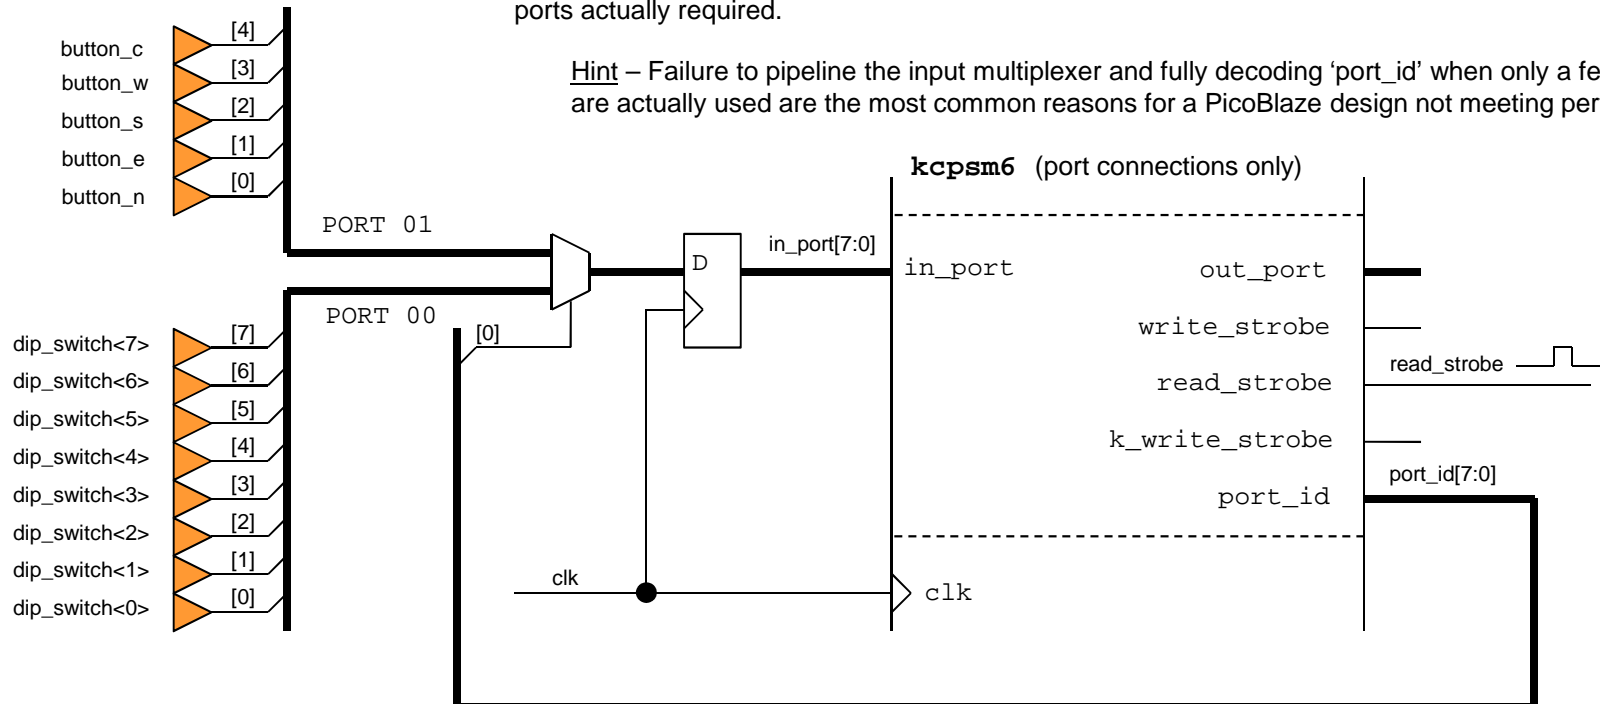 ports actually required.
Hint – Failure to pipeline the input multiplexer and fully decoding ‘port_id’ when only a fe
are actually used are the most common reasons for a PicoBlaze design not meeting per
kcpsm6 (port connections only)
button_c [4]
button_w [3]
button_s [2]
button_e [1]
button_n [0]
PORT 01
PORT 00
dip_switch<7> [7]
dip_switch<6> [6]
dip_switch<5> [5]
dip_switch<4> [4]
dip_switch<3> [3]
dip_switch<2> [2]
dip_switch<1> [1]
dip_switch<0> [0]
[0]
D
in_port[7:0]
in_port
out_port
write_strobe
read_strobe
read_strobe
k_write_strobe
port_id[7:0]
port_id
clk
clk